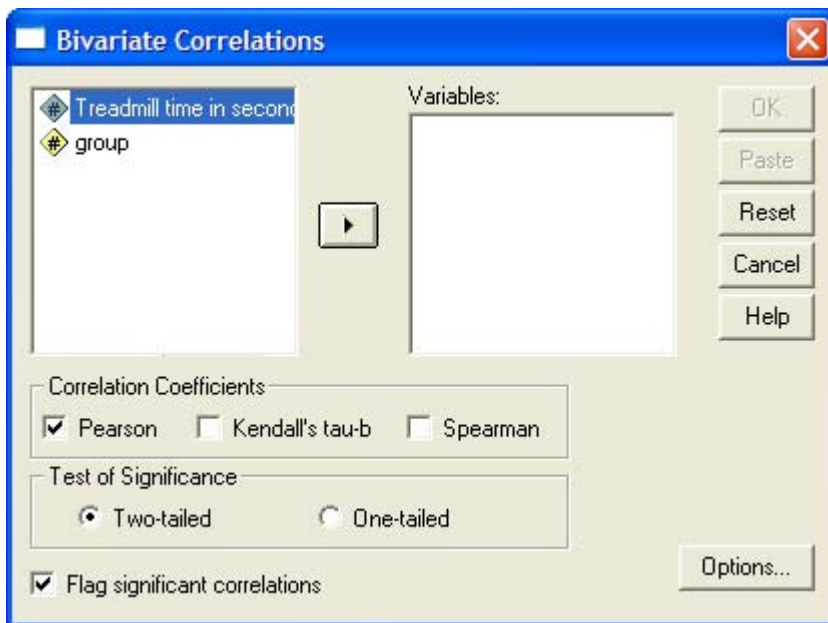 Bivariate Correlations
Treadmill time in second
group
Variables:
OK
Paste
Reset
Cancel
Help
Correlation Coefficients
Pearson Kendall's tau-b Spearman
Test of Significance
Two-tailed One-tailed
Flag significant correlations
Options...